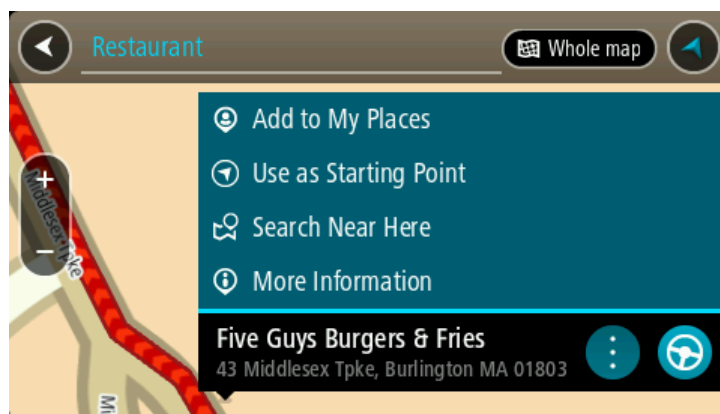 Restaurant
Whole map
Add to My Places
Use as Starting Point
Search Near Here
More Information
+
−
Middlesex Tpke
Five Guys Burgers & Fries
43 Middlesex Tpke, Burlington MA 01803
Mi